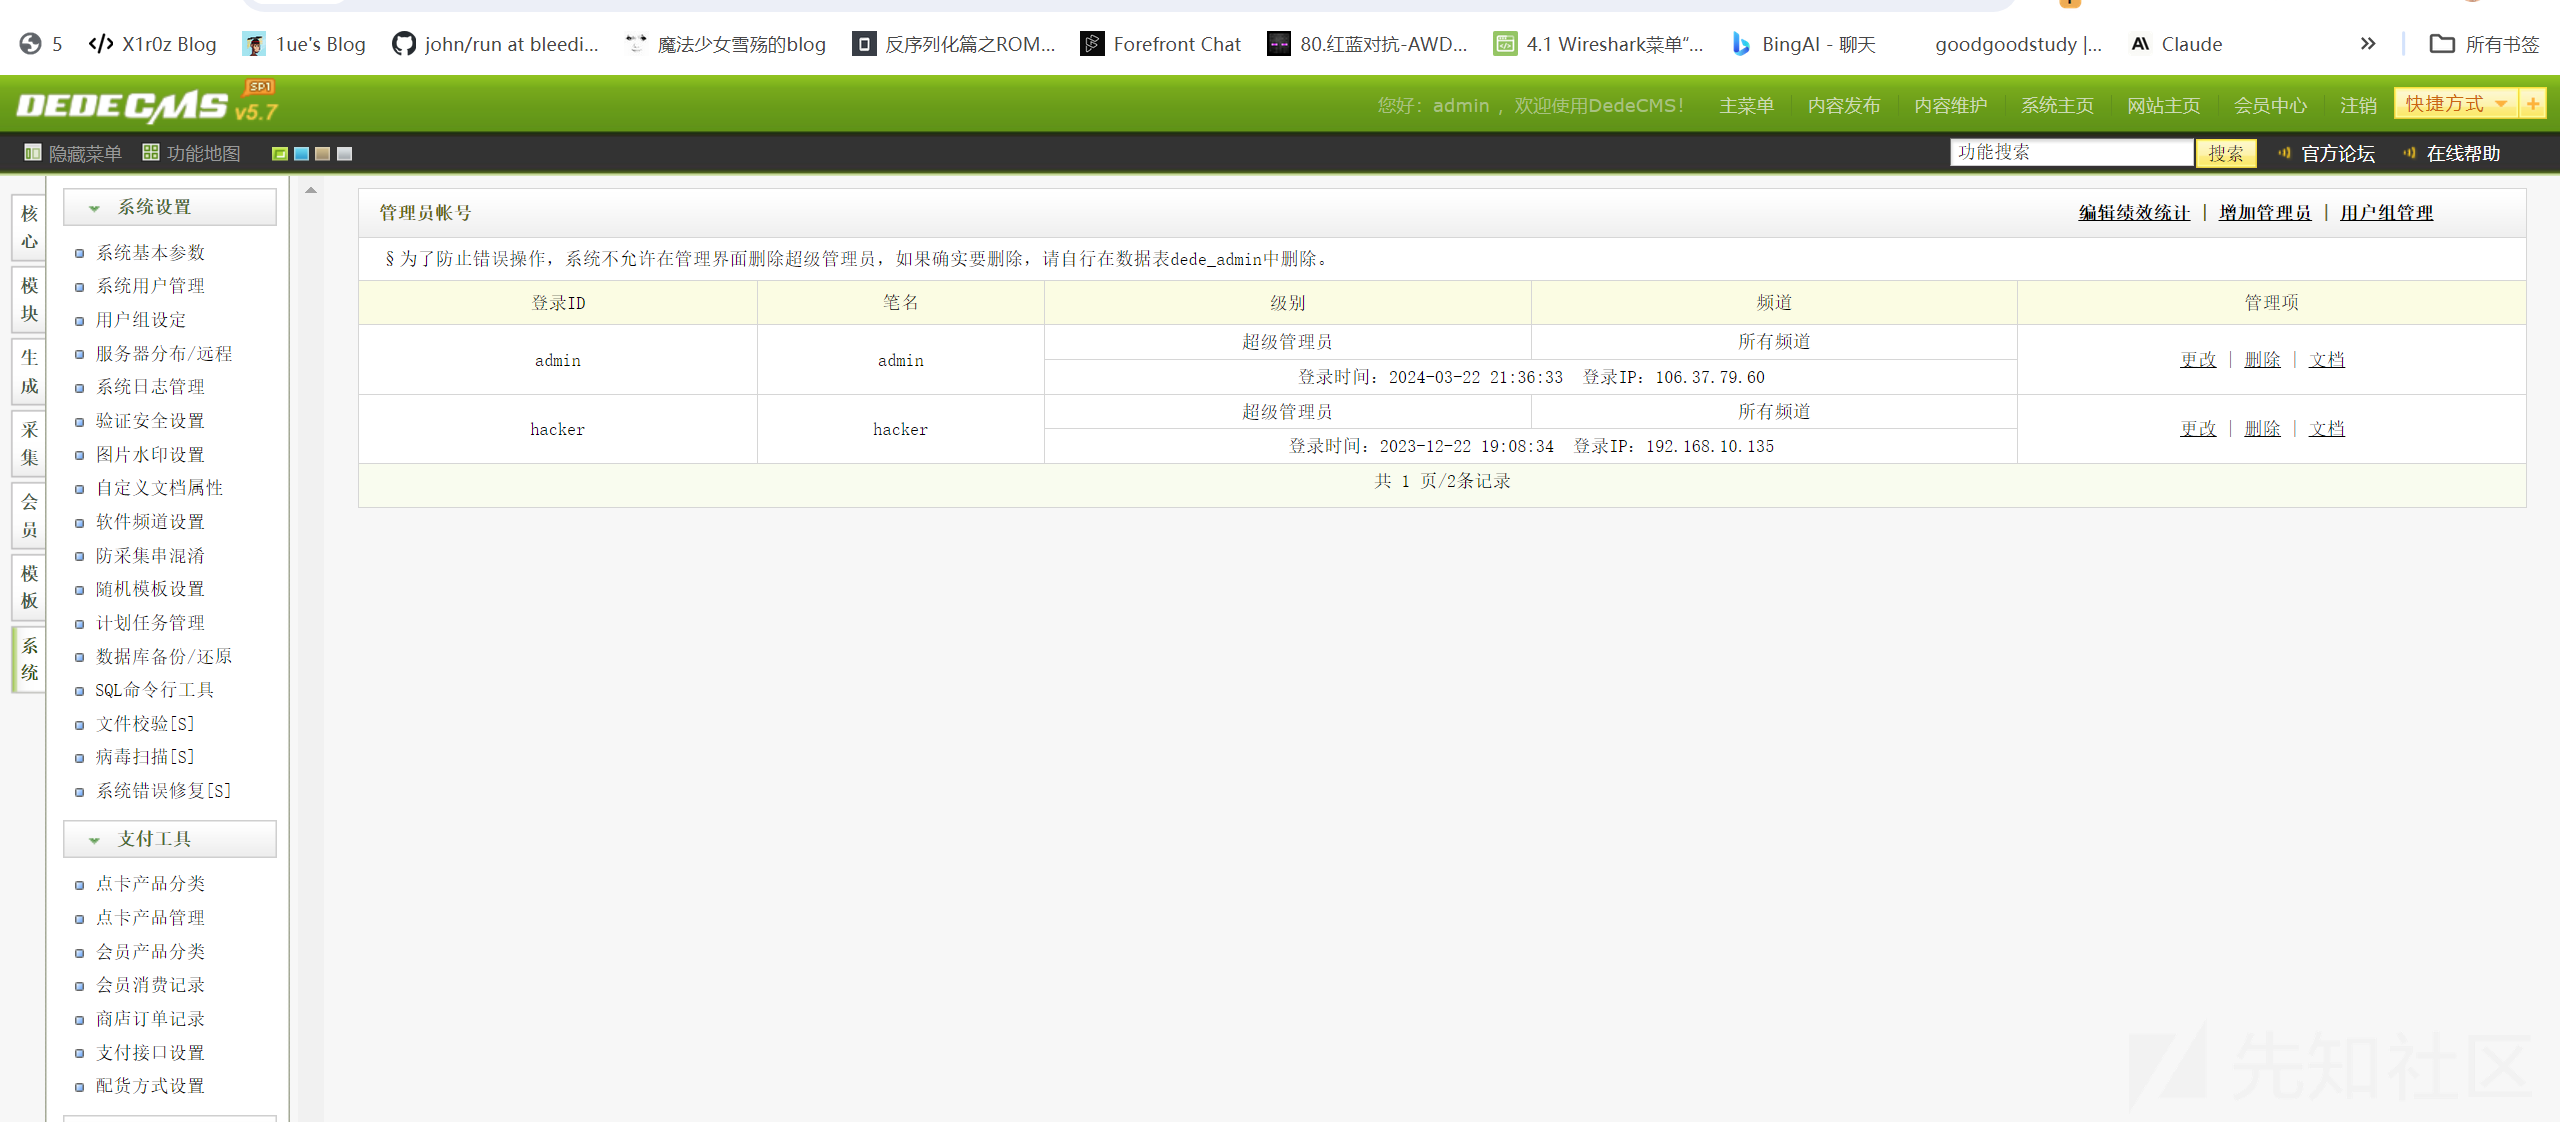 5 X1r0z Blog 1ue's Blog john/run at bleedi... 魔法少女雪殇的blog 反序列化篇之ROM... Forefront Chat 80.红蓝对抗-AWD... 4.1 Wireshark菜单“... BingAI - 聊天 goodgoodstudy |... Claude » 所有书签
DEDECMS v5.7 SP1 您好：admin ，欢迎使用DedeCMS！ 主菜单 内容发布 内容维护 系统主页 网站主页 会员中心 注销 快捷方式 +
隐藏菜单 功能地图 功能搜索 搜索 官方论坛 在线帮助
核心
模块
生成
采集
会员
模板
系统
系统设置
系统基本参数
系统用户管理
用户组设定
服务器分布/远程
系统日志管理
验证安全设置
图片水印设置
自定义文档属性
软件频道设置
防采集串混淆
随机模板设置
计划任务管理
数据库备份/还原
SQL命令行工具
文件校验[S]
病毒扫描[S]
系统错误修复[S]
支付工具
点卡产品分类
点卡产品管理
会员产品分类
会员消费记录
商店订单记录
支付接口设置
配货方式设置
管理员帐号 编辑绩效统计 | 增加管理员 | 用户组管理
§为了防止错误操作，系统不允许在管理界面删除超级管理员，如果确实要删除，请自行在数据表dede_admin中删除。
登录ID 笔名 级别 频道 管理项
admin admin 超级管理员 所有频道 更改 | 删除 | 文档
登录时间：2024-03-22 21:36:33 登录IP：106.37.79.60
hacker hacker 超级管理员 所有频道 更改 | 删除 | 文档
登录时间：2023-12-22 19:08:34 登录IP：192.168.10.135
共 1 页/2条记录
先知社区